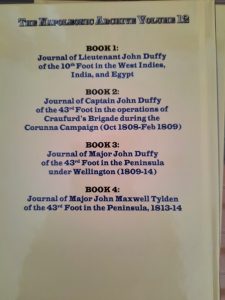 The Napoleonic Archive Volume 12
BOOK 1:
Journal of Lieutenant John Duffy
of the 10th Foot in the West Indies,
India, and Egypt
BOOK 2:
Journal of Captain John Duffy
of the 43rd Foot in the operations of
Craufurd's Brigade during the
Corunna Campaign (Oct 1808-Feb 1809)
BOOK 3:
Journal of Major John Duffy
of the 43rd Foot in the Peninsula
under Wellington (1809-14)
BOOK 4:
Journal of Major John Maxwell Tylden
of the 43rd Foot in the Peninsula, 1813-14